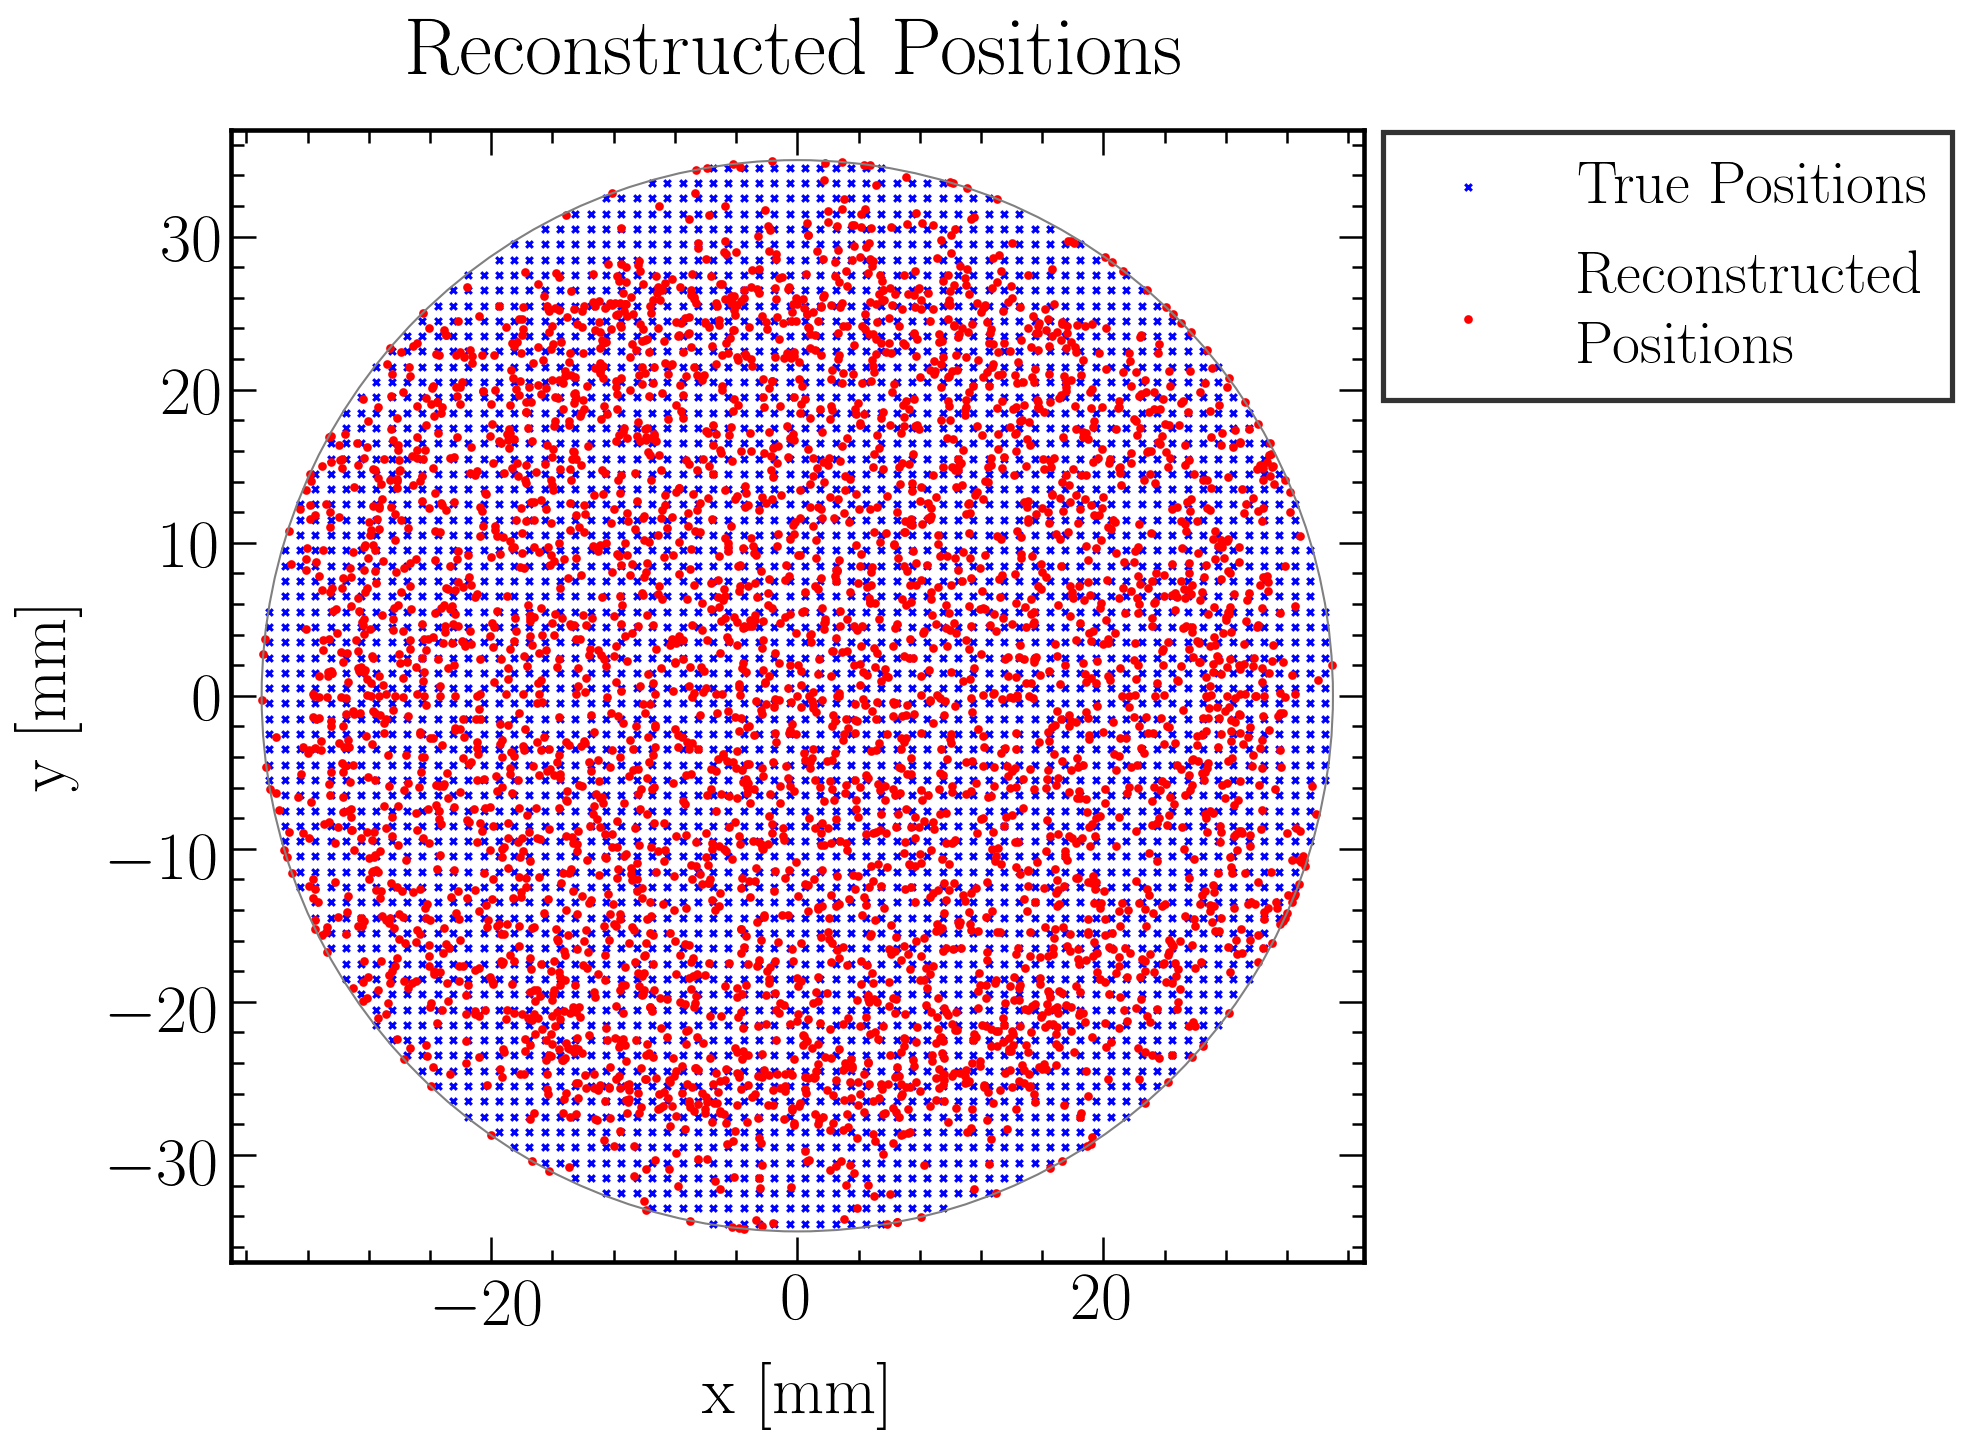 Reconstructed Positions
True Positions
Reconstructed
Positions
30
20
10
0
−10
−20
−30
−20
0
20
x [mm]
y [mm]